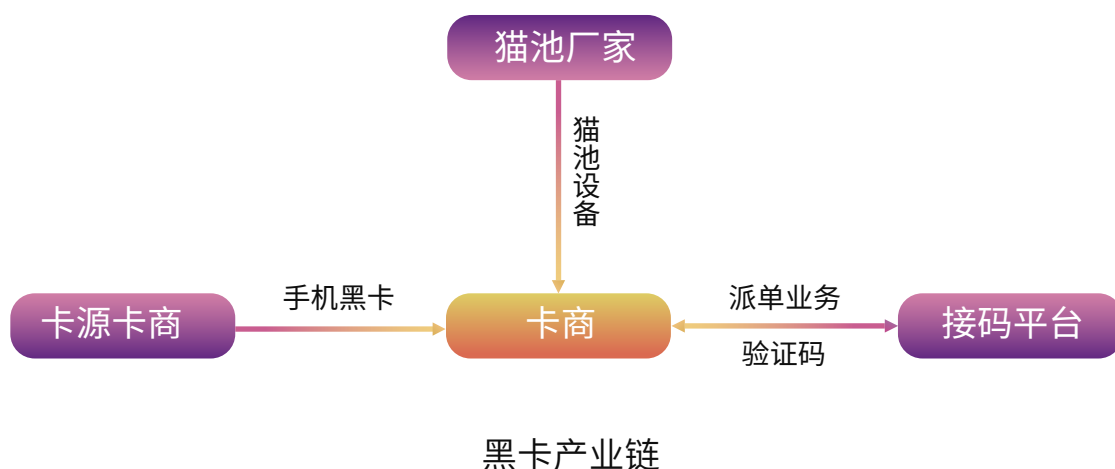 猫池厂家
猫池设备
手机黑卡
派单业务
卡源卡商
卡商
接码平台
验证码
黑卡产业链